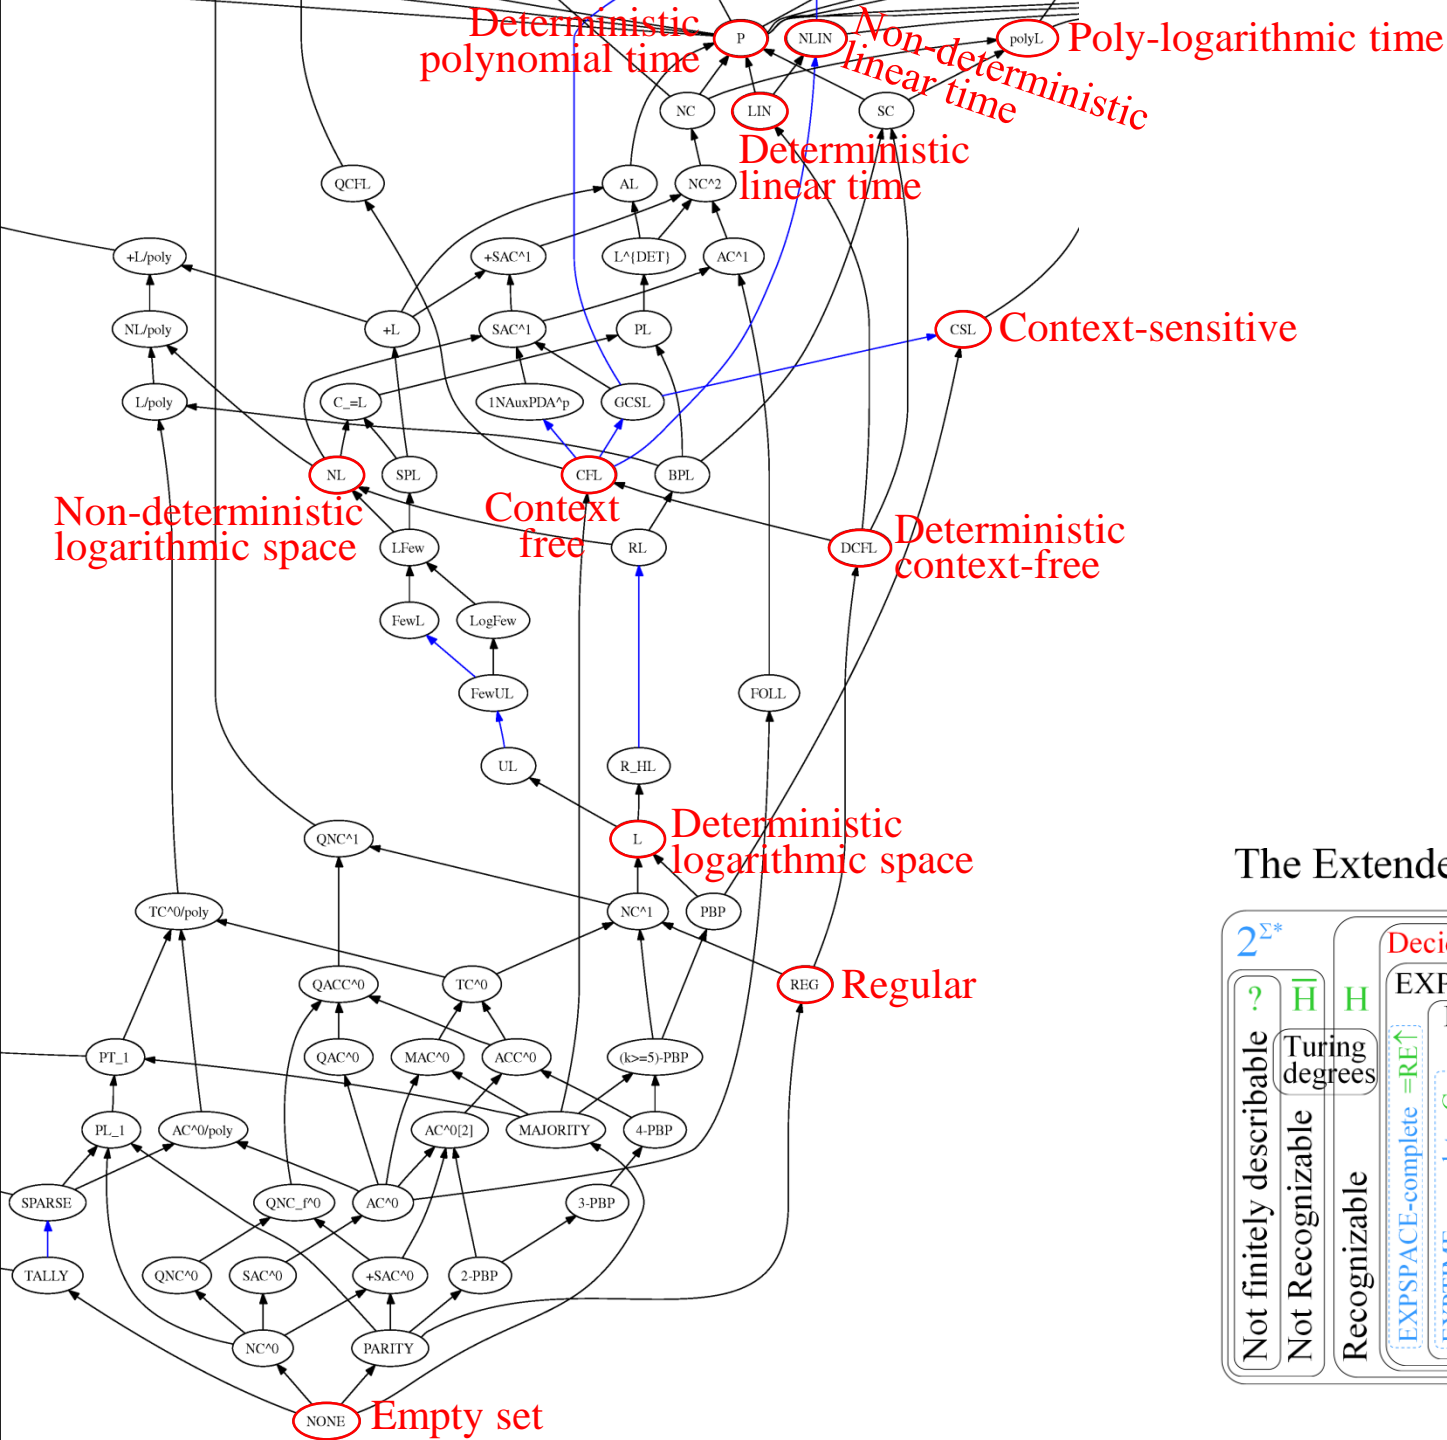 Deterministic
polynomial time
P
NLIN
Non-deterministic
linear time
polyL
Poly-logarithmic time
NC
LIN
SC
Deterministic
linear time
QCFL
AL
NC^2
+L/poly
+SAC^1
L^{DET}
AC^1
NL/poly
+L
SAC^1
PL
CSL
Context-sensitive
L/poly
C_=L
1NAuxPDA^p
GCSL
NL
SPL
CFL
BPL
Non-deterministic
logarithmic space
Context
free
LFew
RL
DCFL
Deterministic
context-free
FewL
LogFew
FewUL
FOLL
UL
R_HL
QNC^1
L
Deterministic
logarithmic space
TC^0/poly
NC^1
PBP
QACC^0
TC^0
REG
Regular
PT_1
QAC^0
MAC^0
ACC^0
(k>=5)-PBP
PL_1
AC^0/poly
AC^0[2]
MAJORITY
4-PBP
SPARSE
QNC_f^0
AC^0
3-PBP
TALLY
QNC^0
SAC^0
+SAC^0
2-PBP
NC^0
PARITY
NONE
Empty set
The Extende
2^Σ*
Deci
EXP
?
H̅
H
Turing
degrees
Not finitely describable
Not Recognizable
Recognizable
EXPSPACE-complete =RE↑